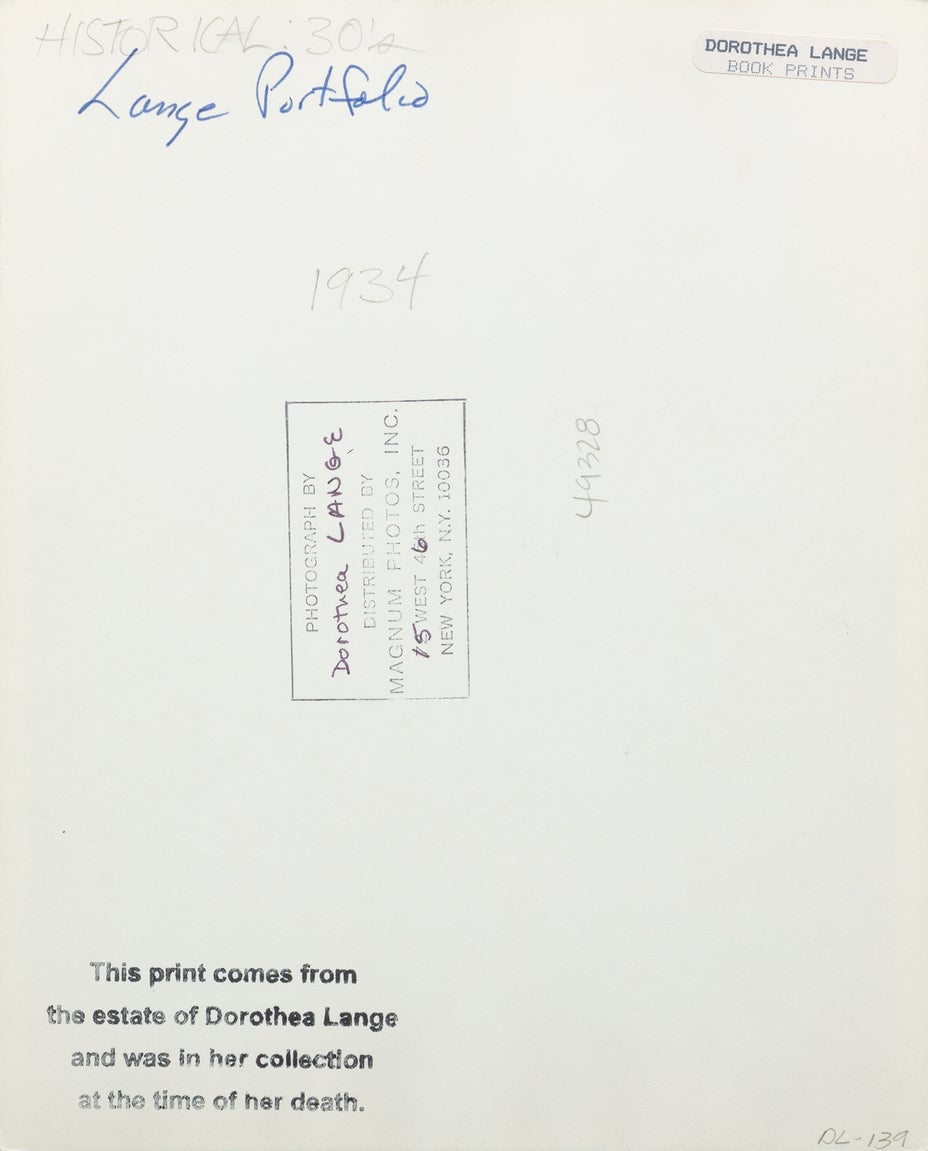 HISTORICAL: 30's
Lange Portfolio
DOROTHEA LANGE
BOOK PRINTS
1934
PHOTOGRAPH BY
Dorothea LANGE
DISTRIBUTED BY
MAGNUM PHOTOS, INC.
15 WEST 46th STREET
NEW YORK, N.Y. 10036
49328
This print comes from
the estate of Dorothea Lange
and was in her collection
at the time of her death.
DL-139